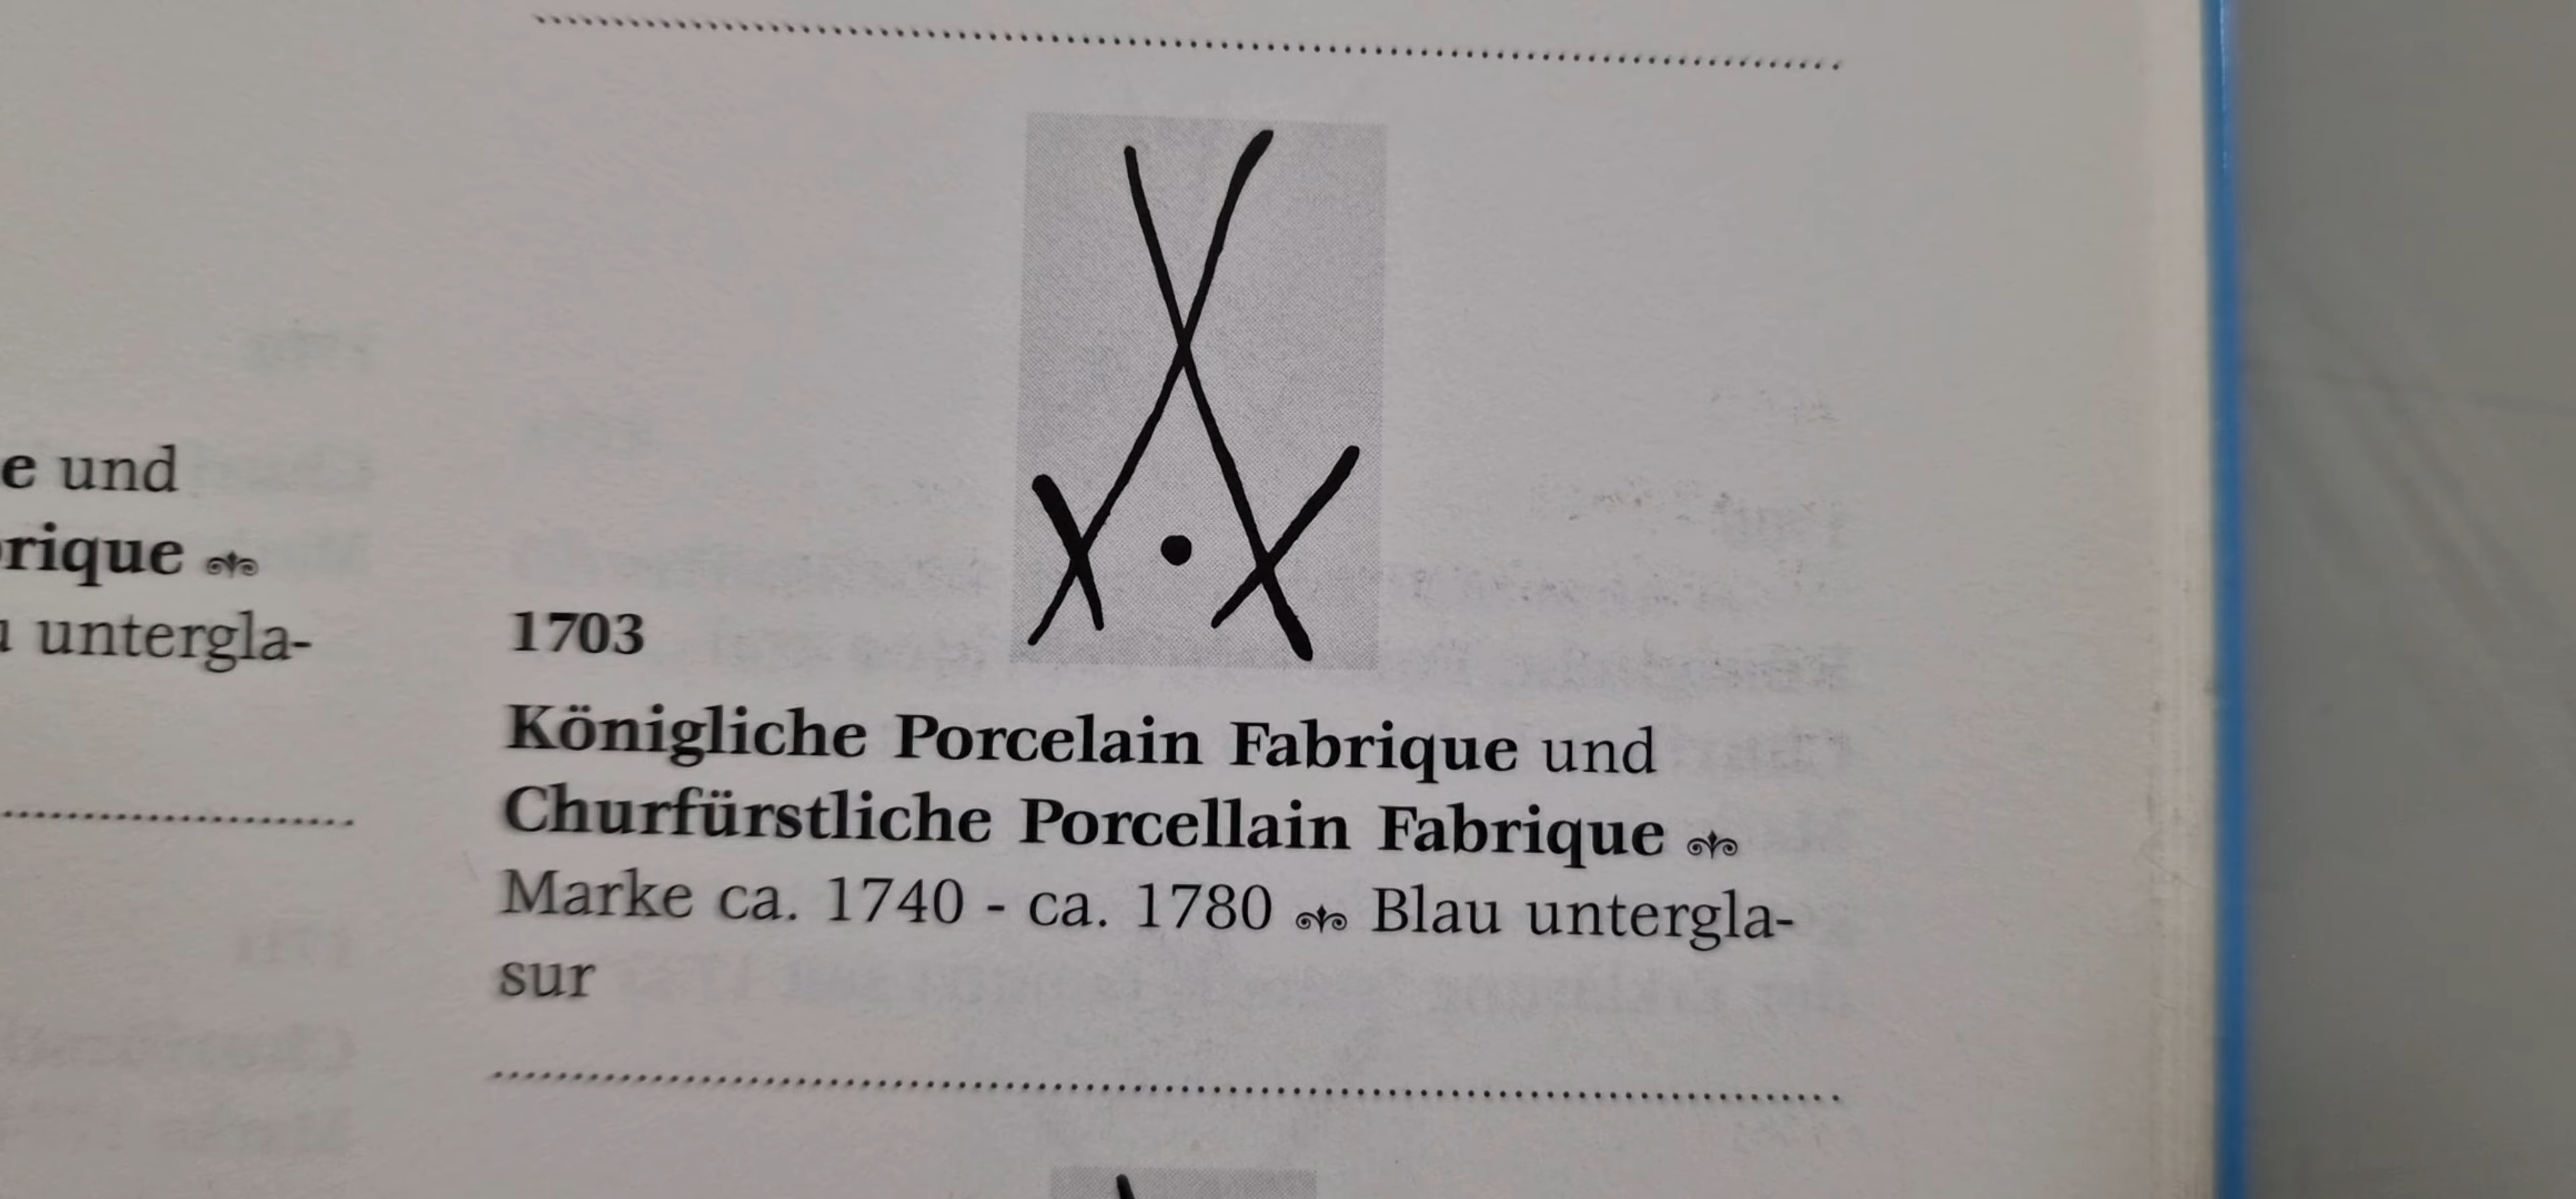 e und
rique
untergla-
1703
Königliche Porcelain Fabrique und
Churfürstliche Porcellain Fabrique
Marke ca. 1740 - ca. 1780 Blau untergla-
sur